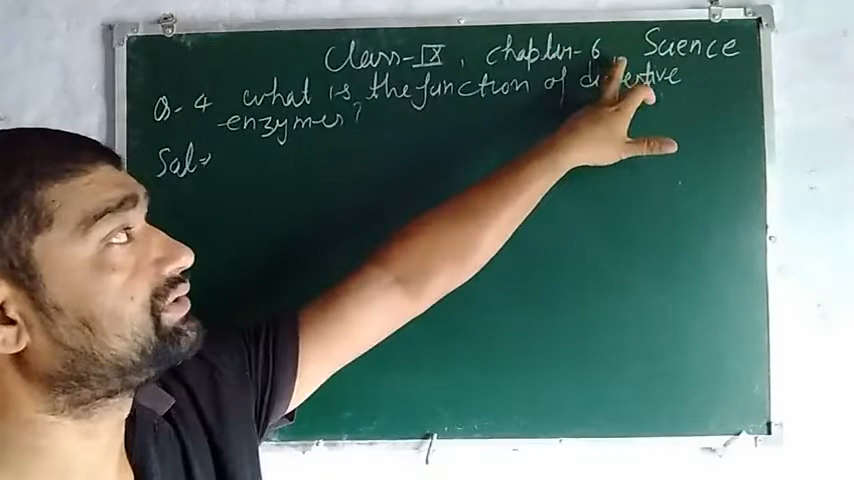 Class-IX, chapter-6, Science
Q-4 what is the function of digestive
enzymes?
Sol⇒